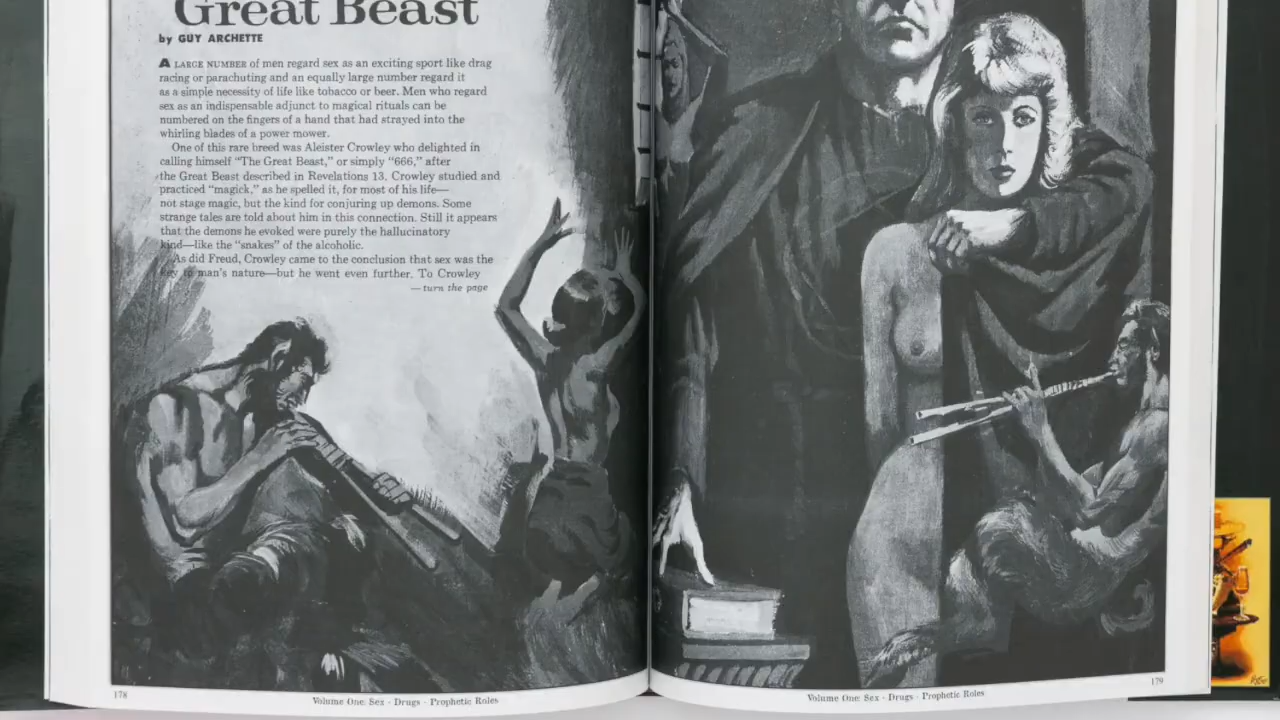 Great Beast
by GUY ARCHETTE
A LARGE NUMBER of men regard sex as an exciting sport like drag
racing or parachuting and an equally large number regard it
as a simple necessity of life like tobacco or beer. Men who regard
sex as an indispensable adjunct to magical rituals can be
numbered on the fingers of a hand that had strayed into the
whirling blades of a power mower.
One of this rare breed was Aleister Crowley who delighted in
calling himself “The Great Beast,” or simply “666,” after
the Great Beast described in Revelations 13. Crowley studied and
practiced “magick,” as he spelled it, for most of his life—
not stage magic, but the kind for conjuring up demons. Some
strange tales are told about him in this connection. Still it appears
that the demons he evoked were purely the hallucinatory
kind—like the “snakes” of the alcoholic.
As did Freud, Crowley came to the conclusion that sex was the
key to man's nature—but he went even further. To Crowley
—turn the page
178
Volume One: Sex · Drugs · Prophetic Roles
Volume One: Sex · Drugs · Prophetic Roles
179